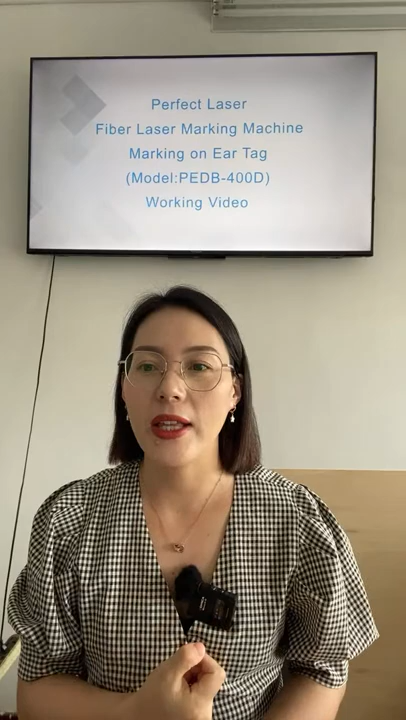 Perfect Laser
Fiber Laser Marking Machine
Marking on Ear Tag
(Model:PEDB-400D)
Working Video